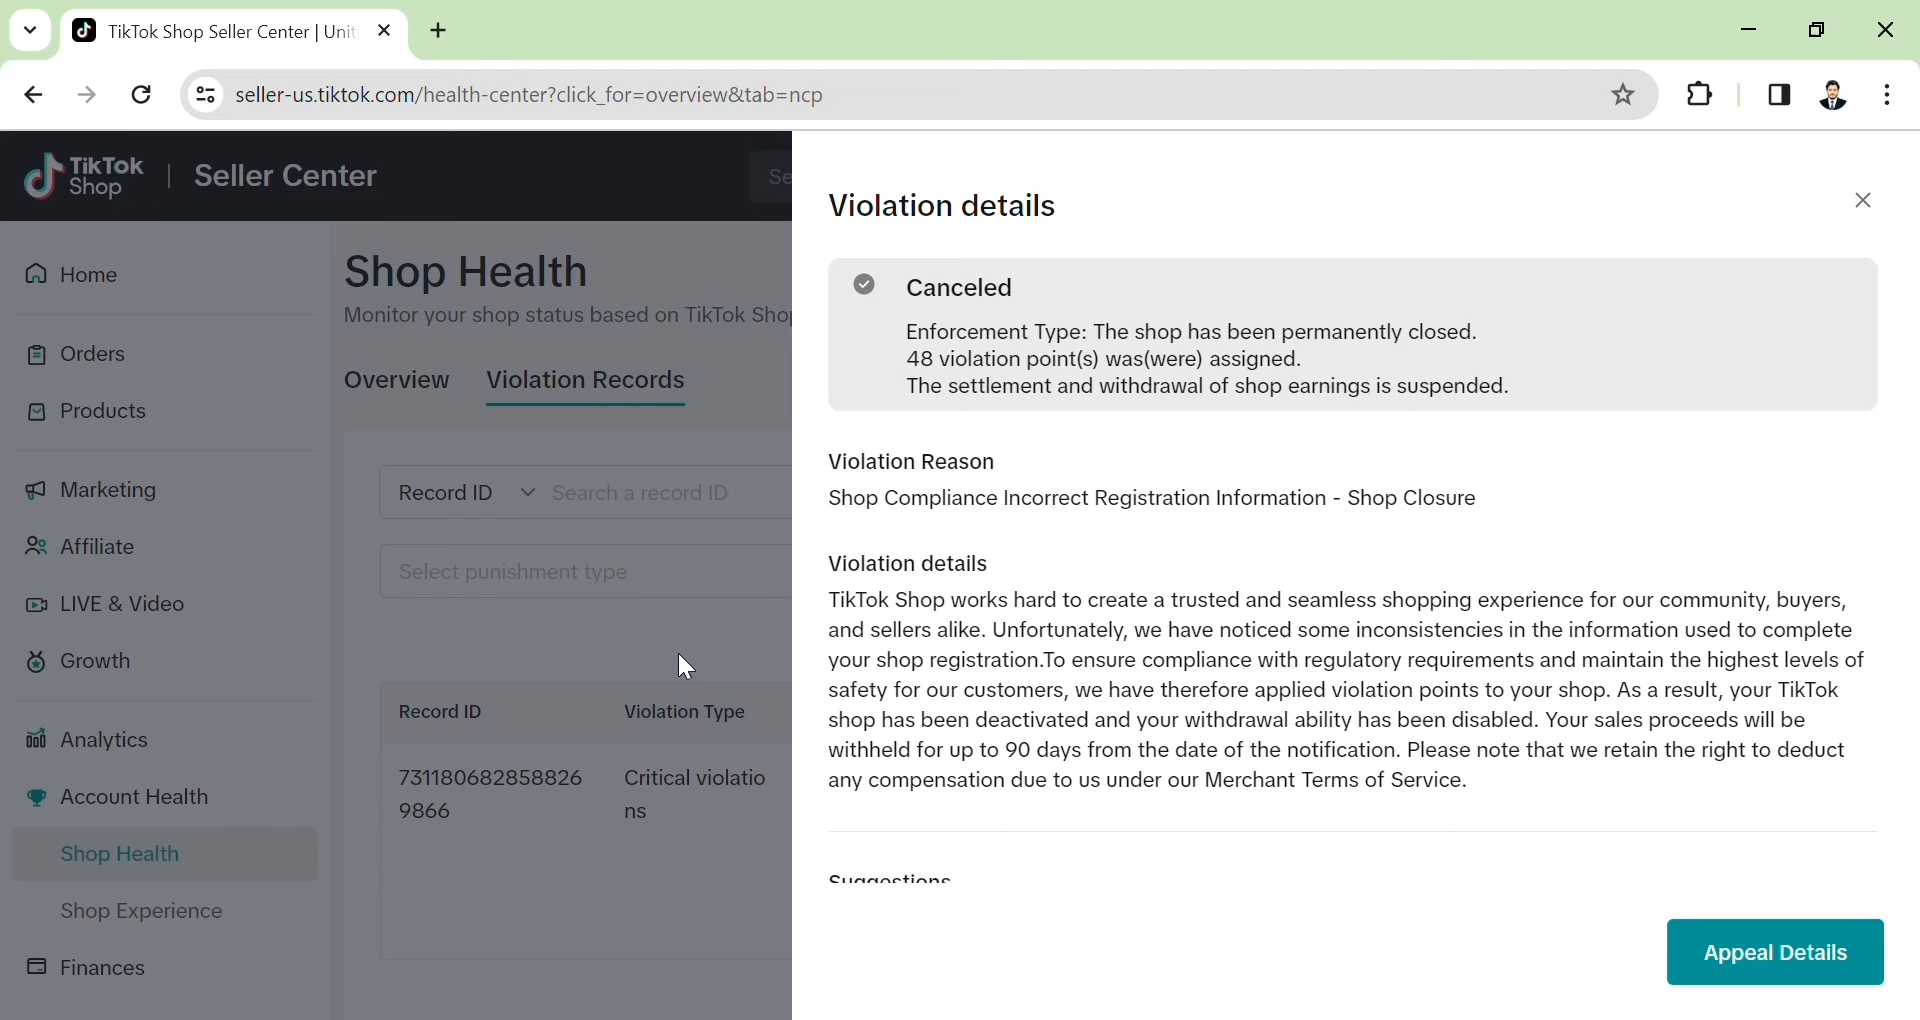 TikTok Shop Seller Center | Unit
seller-us.tiktok.com/health-center?click_for=overview&tab=ncp
TikTok
Shop
Seller Center
Se
Home
Orders
Products
Marketing
Affiliate
LIVE & Video
Growth
Analytics
Account Health
Shop Health
Shop Experience
Finances
Shop Health
Monitor your shop status based on TikTok Shop
Overview
Violation Records
Record ID
Search a record ID
Select punishment type
Record ID
Violation Type
731180682858826
9866
Critical violatio
ns
Violation details
Canceled
Enforcement Type: The shop has been permanently closed.
48 violation point(s) was(were) assigned.
The settlement and withdrawal of shop earnings is suspended.
Violation Reason
Shop Compliance Incorrect Registration Information - Shop Closure
Violation details
TikTok Shop works hard to create a trusted and seamless shopping experience for our community, buyers,
and sellers alike. Unfortunately, we have noticed some inconsistencies in the information used to complete
your shop registration.To ensure compliance with regulatory requirements and maintain the highest levels of
safety for our customers, we have therefore applied violation points to your shop. As a result, your TikTok
shop has been deactivated and your withdrawal ability has been disabled. Your sales proceeds will be
withheld for up to 90 days from the date of the notification. Please note that we retain the right to deduct
any compensation due to us under our Merchant Terms of Service.
Suggestions
Appeal Details